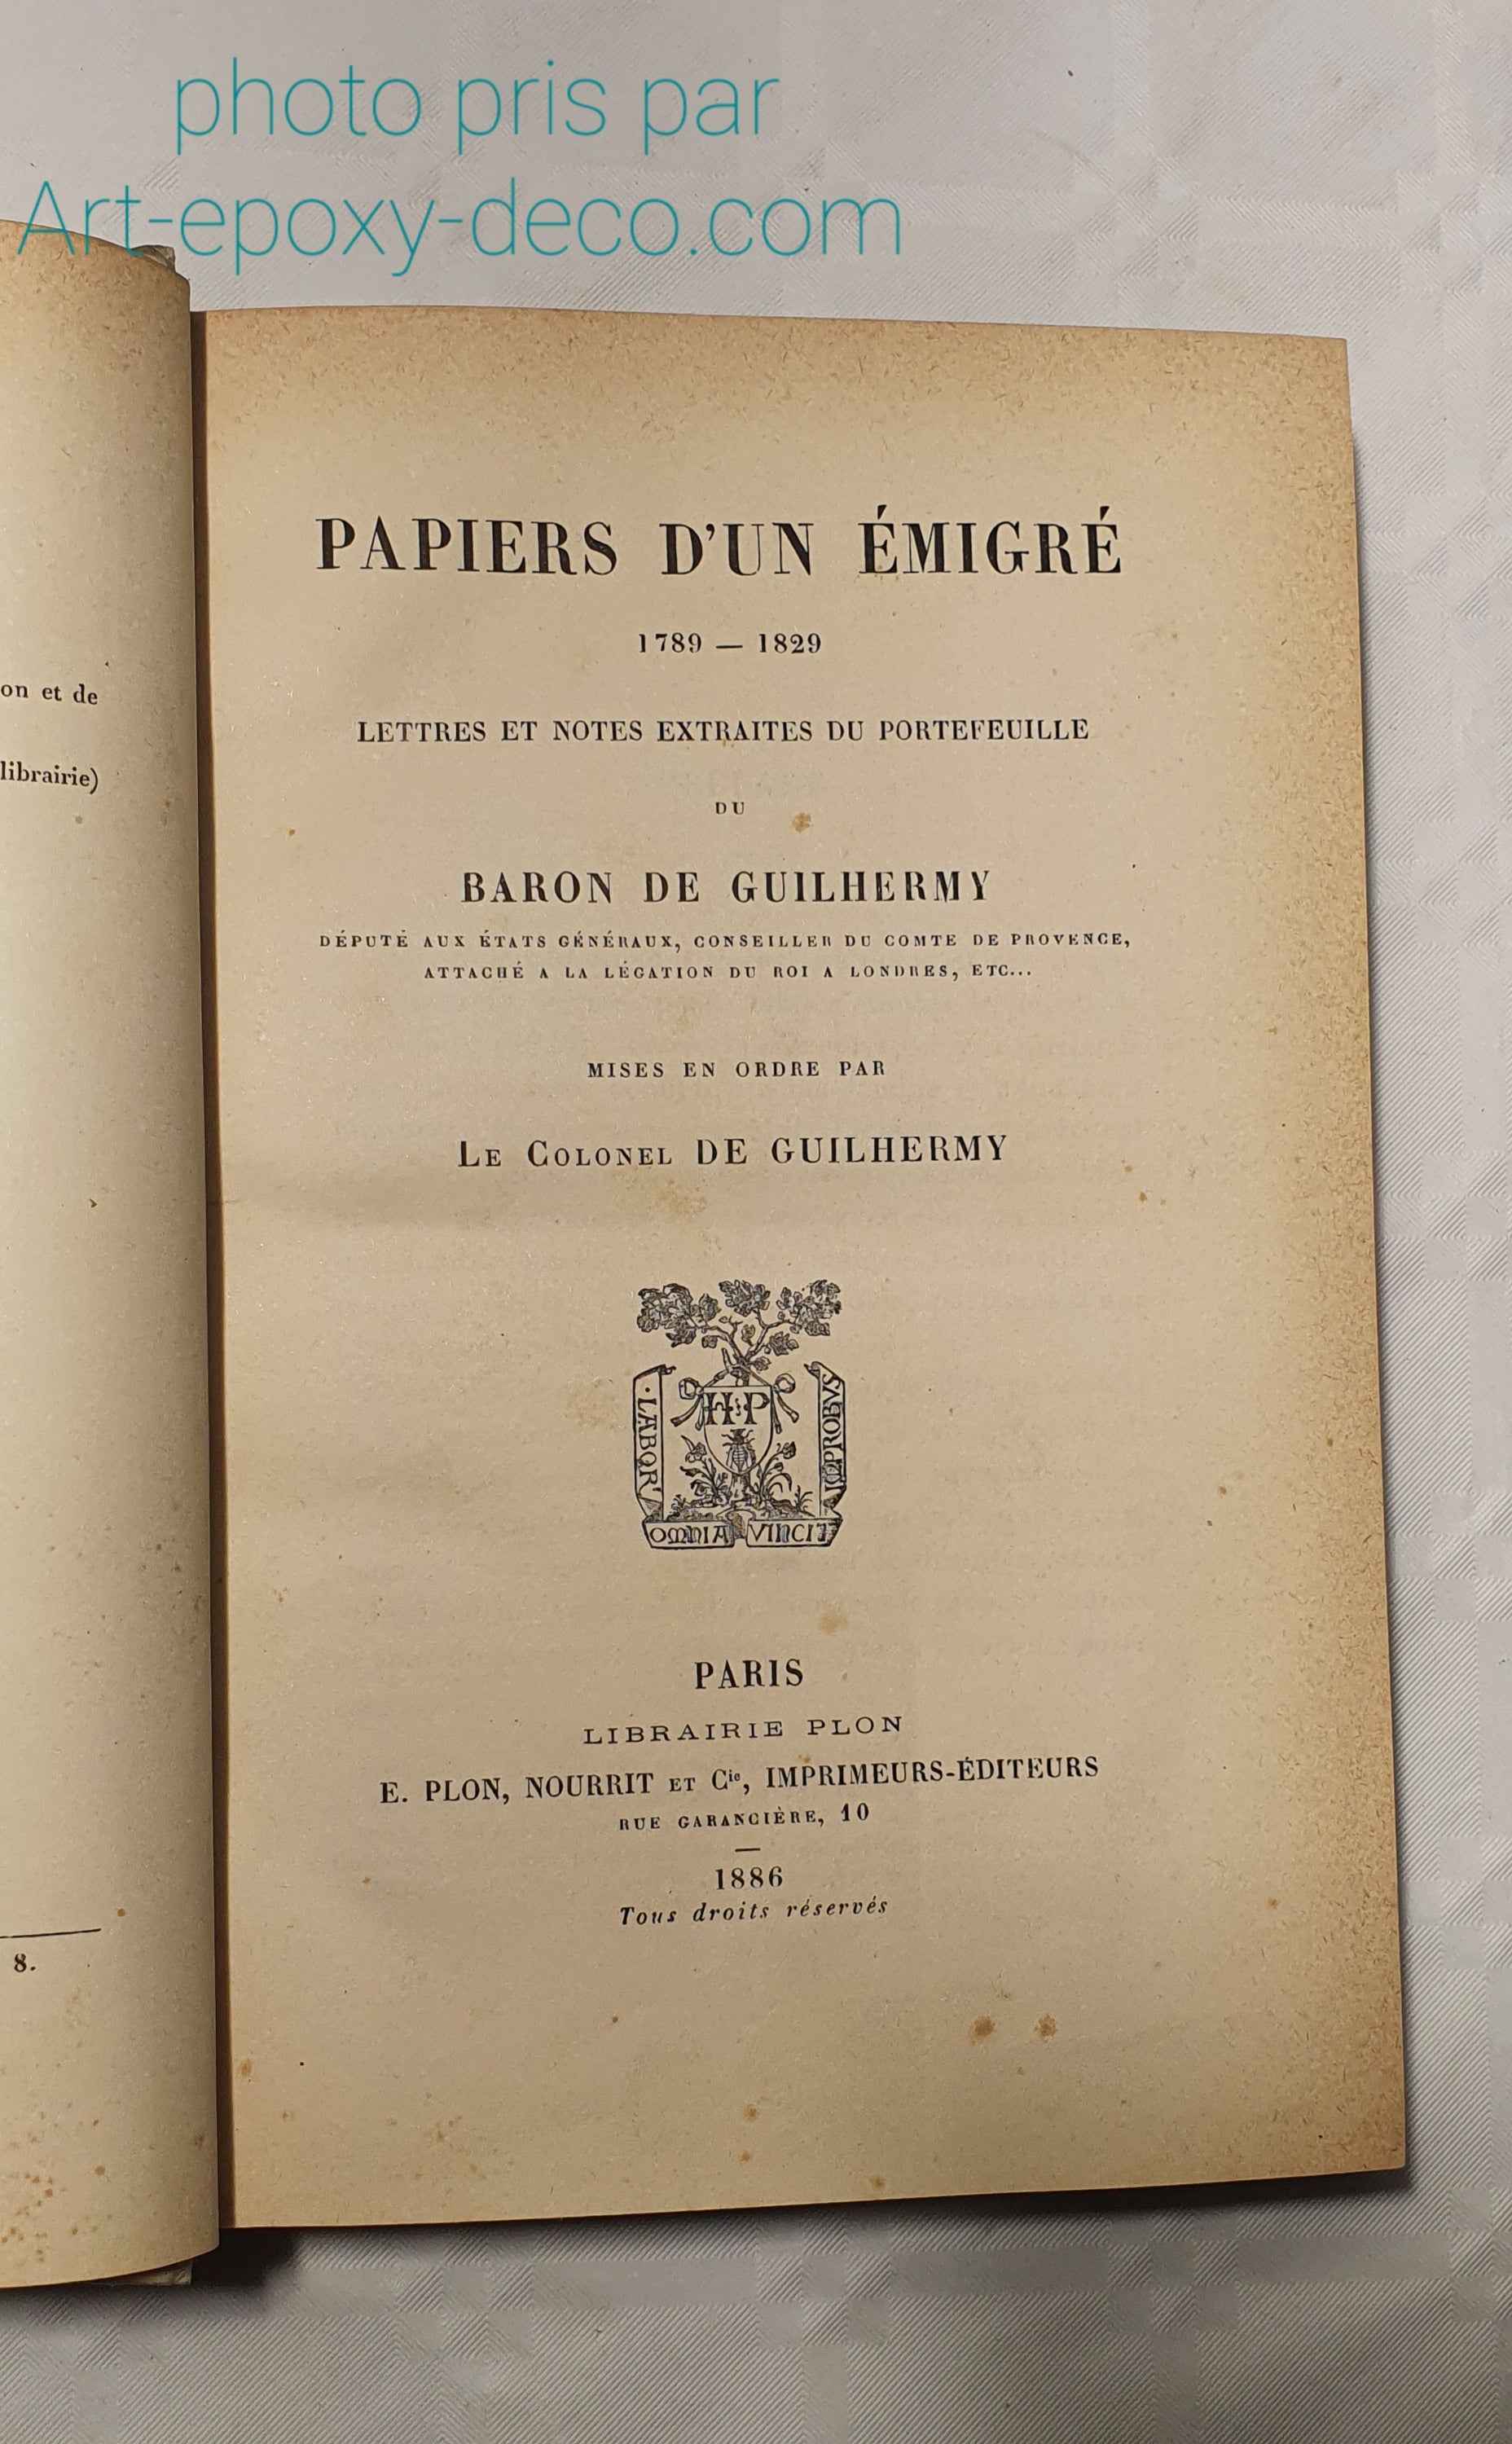 photo pris par
Art-epoxy-deco.com
on et de
librairie)
8.
PAPIERS D'UN ÉMIGRÉ
1789 — 1829
LETTRES ET NOTES EXTRAITES DU PORTEFEUILLE
DU
BARON DE GUILHERMY
DÉPUTÉ AUX ÉTATS GÉNÉRAUX, CONSEILLER DU COMTE DE PROVENCE,
ATTACHÉ A LA LÉGATION DU ROI A LONDRES, ETC...
MISES EN ORDRE PAR
LE COLONEL DE GUILHERMY
H P
LABOR
IMPROBVS
OMNIA VINCIT
PARIS
LIBRAIRIE PLON
E. PLON, NOURRIT ET Cie, IMPRIMEURS-ÉDITEURS
RUE GARANCIÈRE, 10
1886
Tous droits réservés